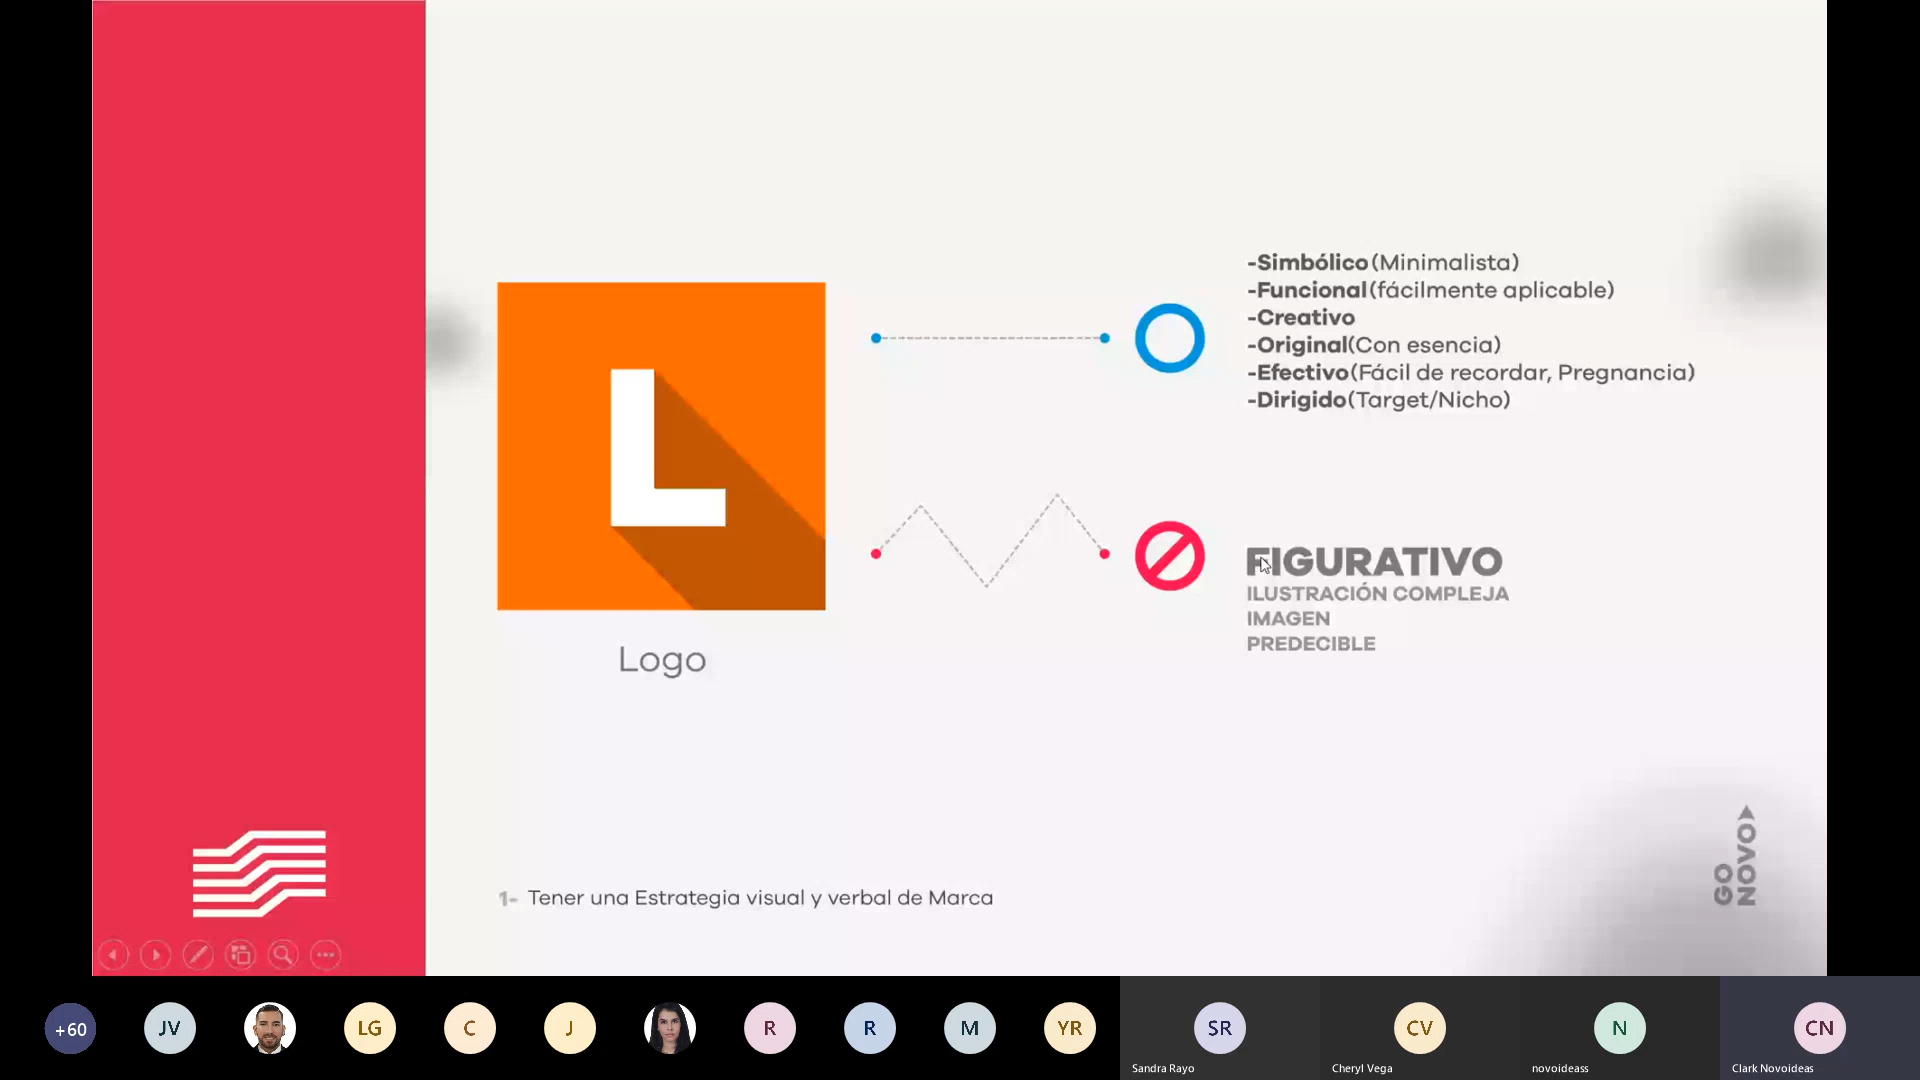 -Simbólico(Minimalista)
-Funcional(fácilmente aplicable)
-Creativo
-Original(Con esencia)
-Efectivo(Fácil de recordar, Pregnancia)
-Dirigido(Target/Nicho)
L
Logo
FIGURATIVO
ILUSTRACIÓN COMPLEJA
IMAGEN
PREDECIBLE
1- Tener una Estrategia visual y verbal de Marca
GO
NOVO
+60
JV
LG
C
J
R
R
M
YR
SR
CV
N
CN
Sandra Rayo
Cheryl Vega
novoideass
Clark Novoideas